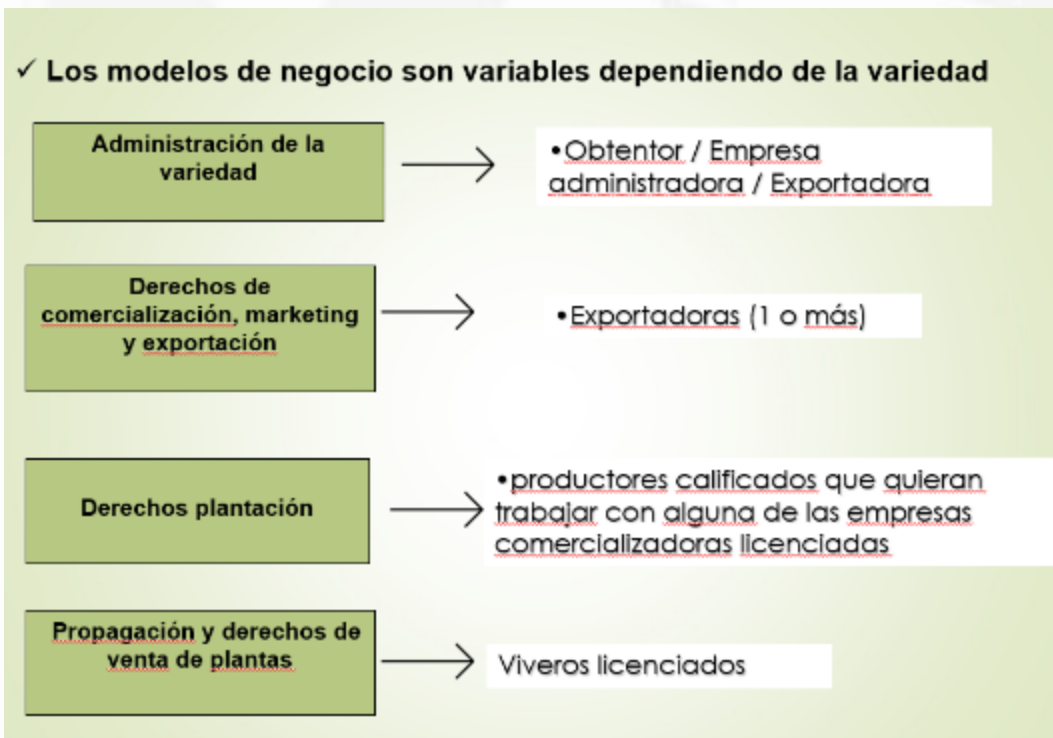 ✓ Los modelos de negocio son variables dependiendo de la variedad
Administración de la
variedad
•Obtentor / Empresa
administradora / Exportadora
Derechos de
comercialización, marketing
y exportación
•Exportadoras (1 o más)
Derechos plantación
•productores calificados que quieran
trabajar con alguna de las empresas
comercializadoras licenciadas
Propagación y derechos de
venta de plantas
Viveros licenciados